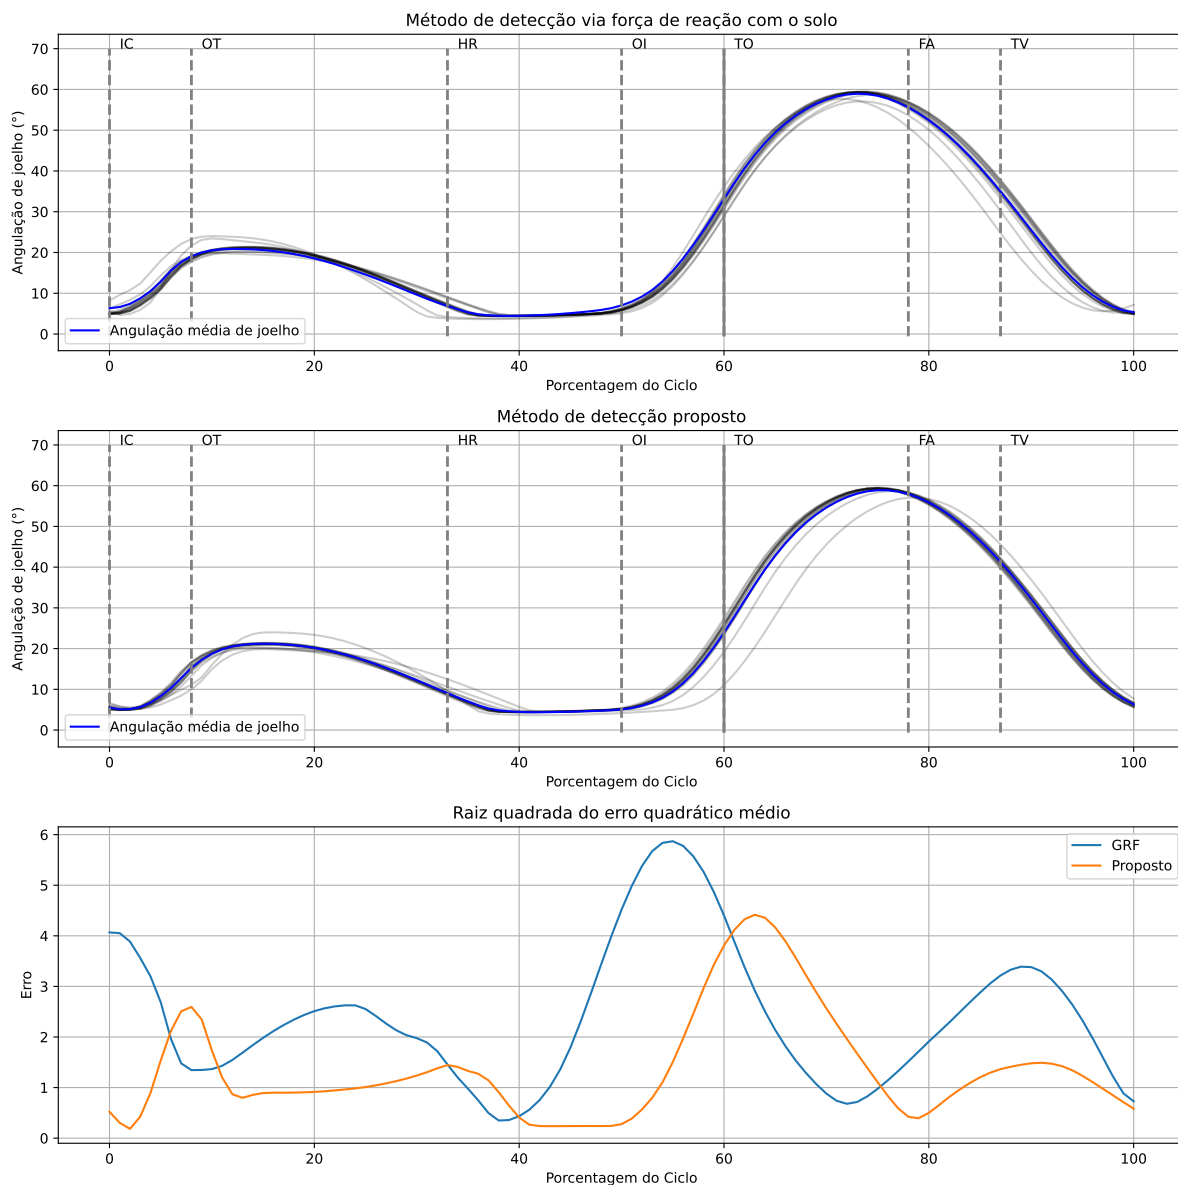 Método de detecção via força de reação com o solo
IC OT HR OI TO FA TV
70
60
50
40
30
20
10
0
Angulação de joelho (°)
Angulação média de joelho
0 20 40 60 80 100
Porcentagem do Ciclo
Método de detecção proposto
IC OT HR OI TO FA TV
70
60
50
40
30
20
10
0
Angulação de joelho (°)
Angulação média de joelho
0 20 40 60 80 100
Porcentagem do Ciclo
Raiz quadrada do erro quadrático médio
6
5
4
3
2
1
0
Erro
GRF
Proposto
0 20 40 60 80 100
Porcentagem do Ciclo